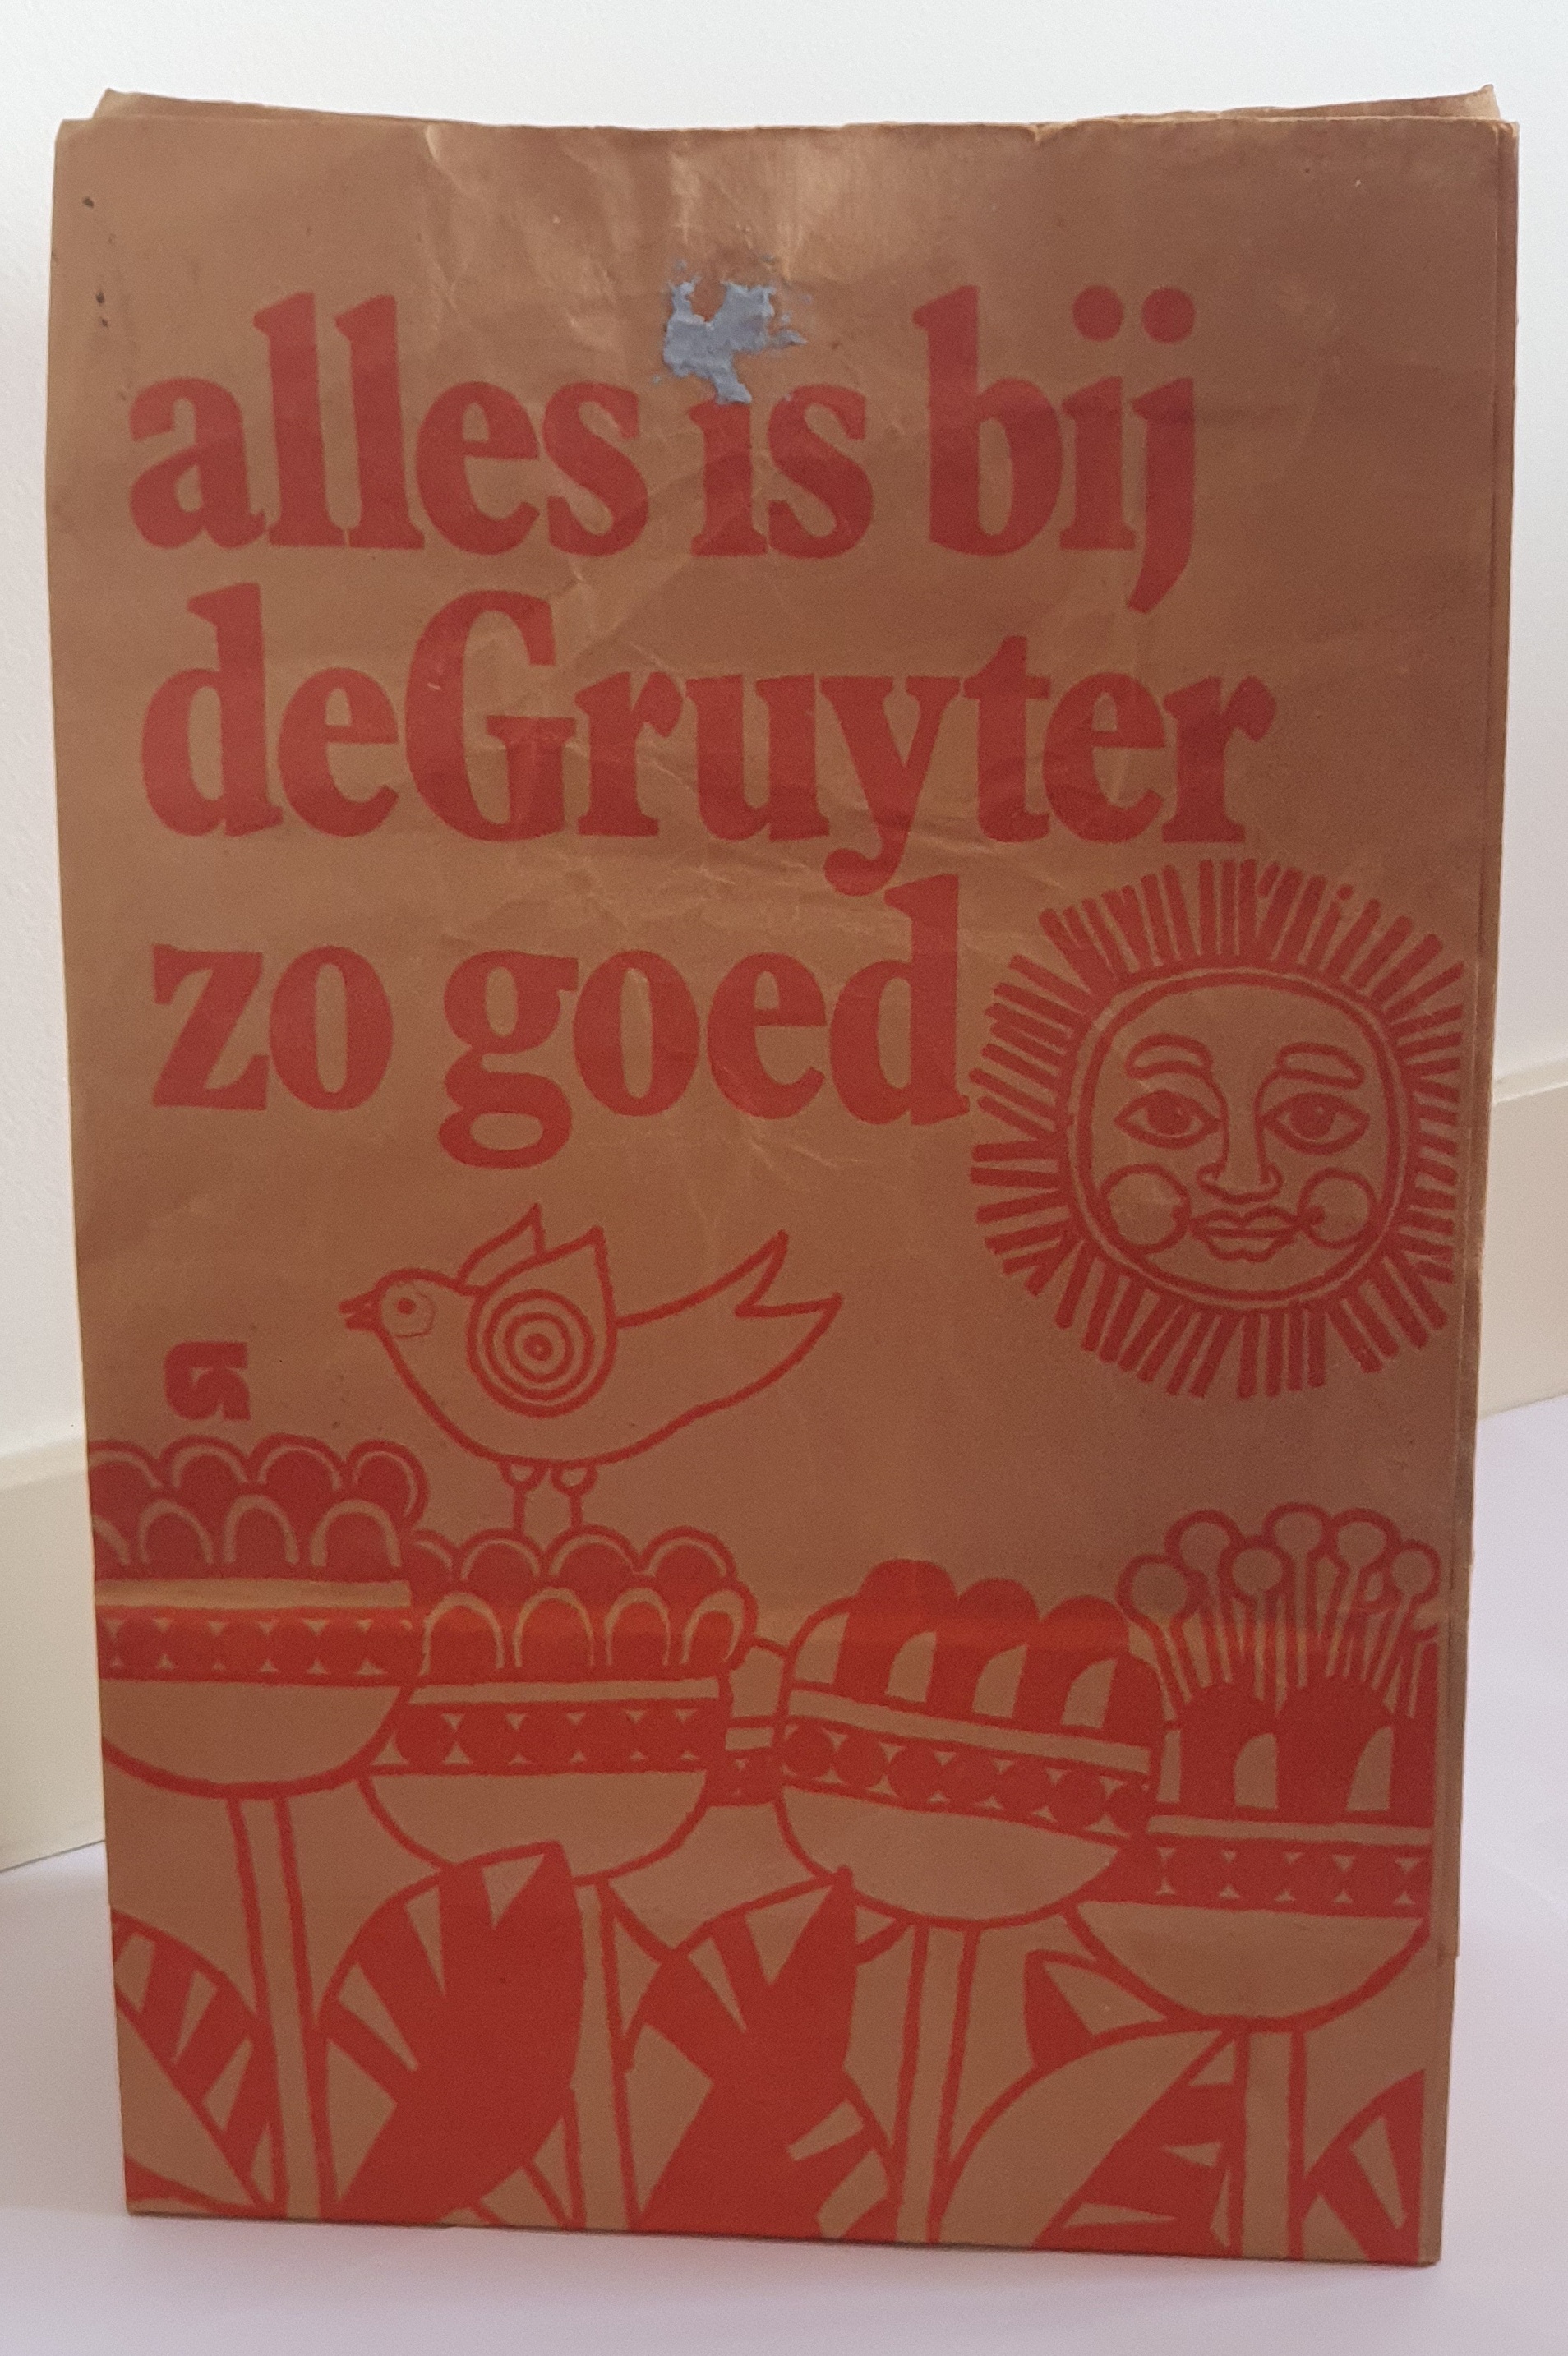 alles is bij
deGruyter
zo goed